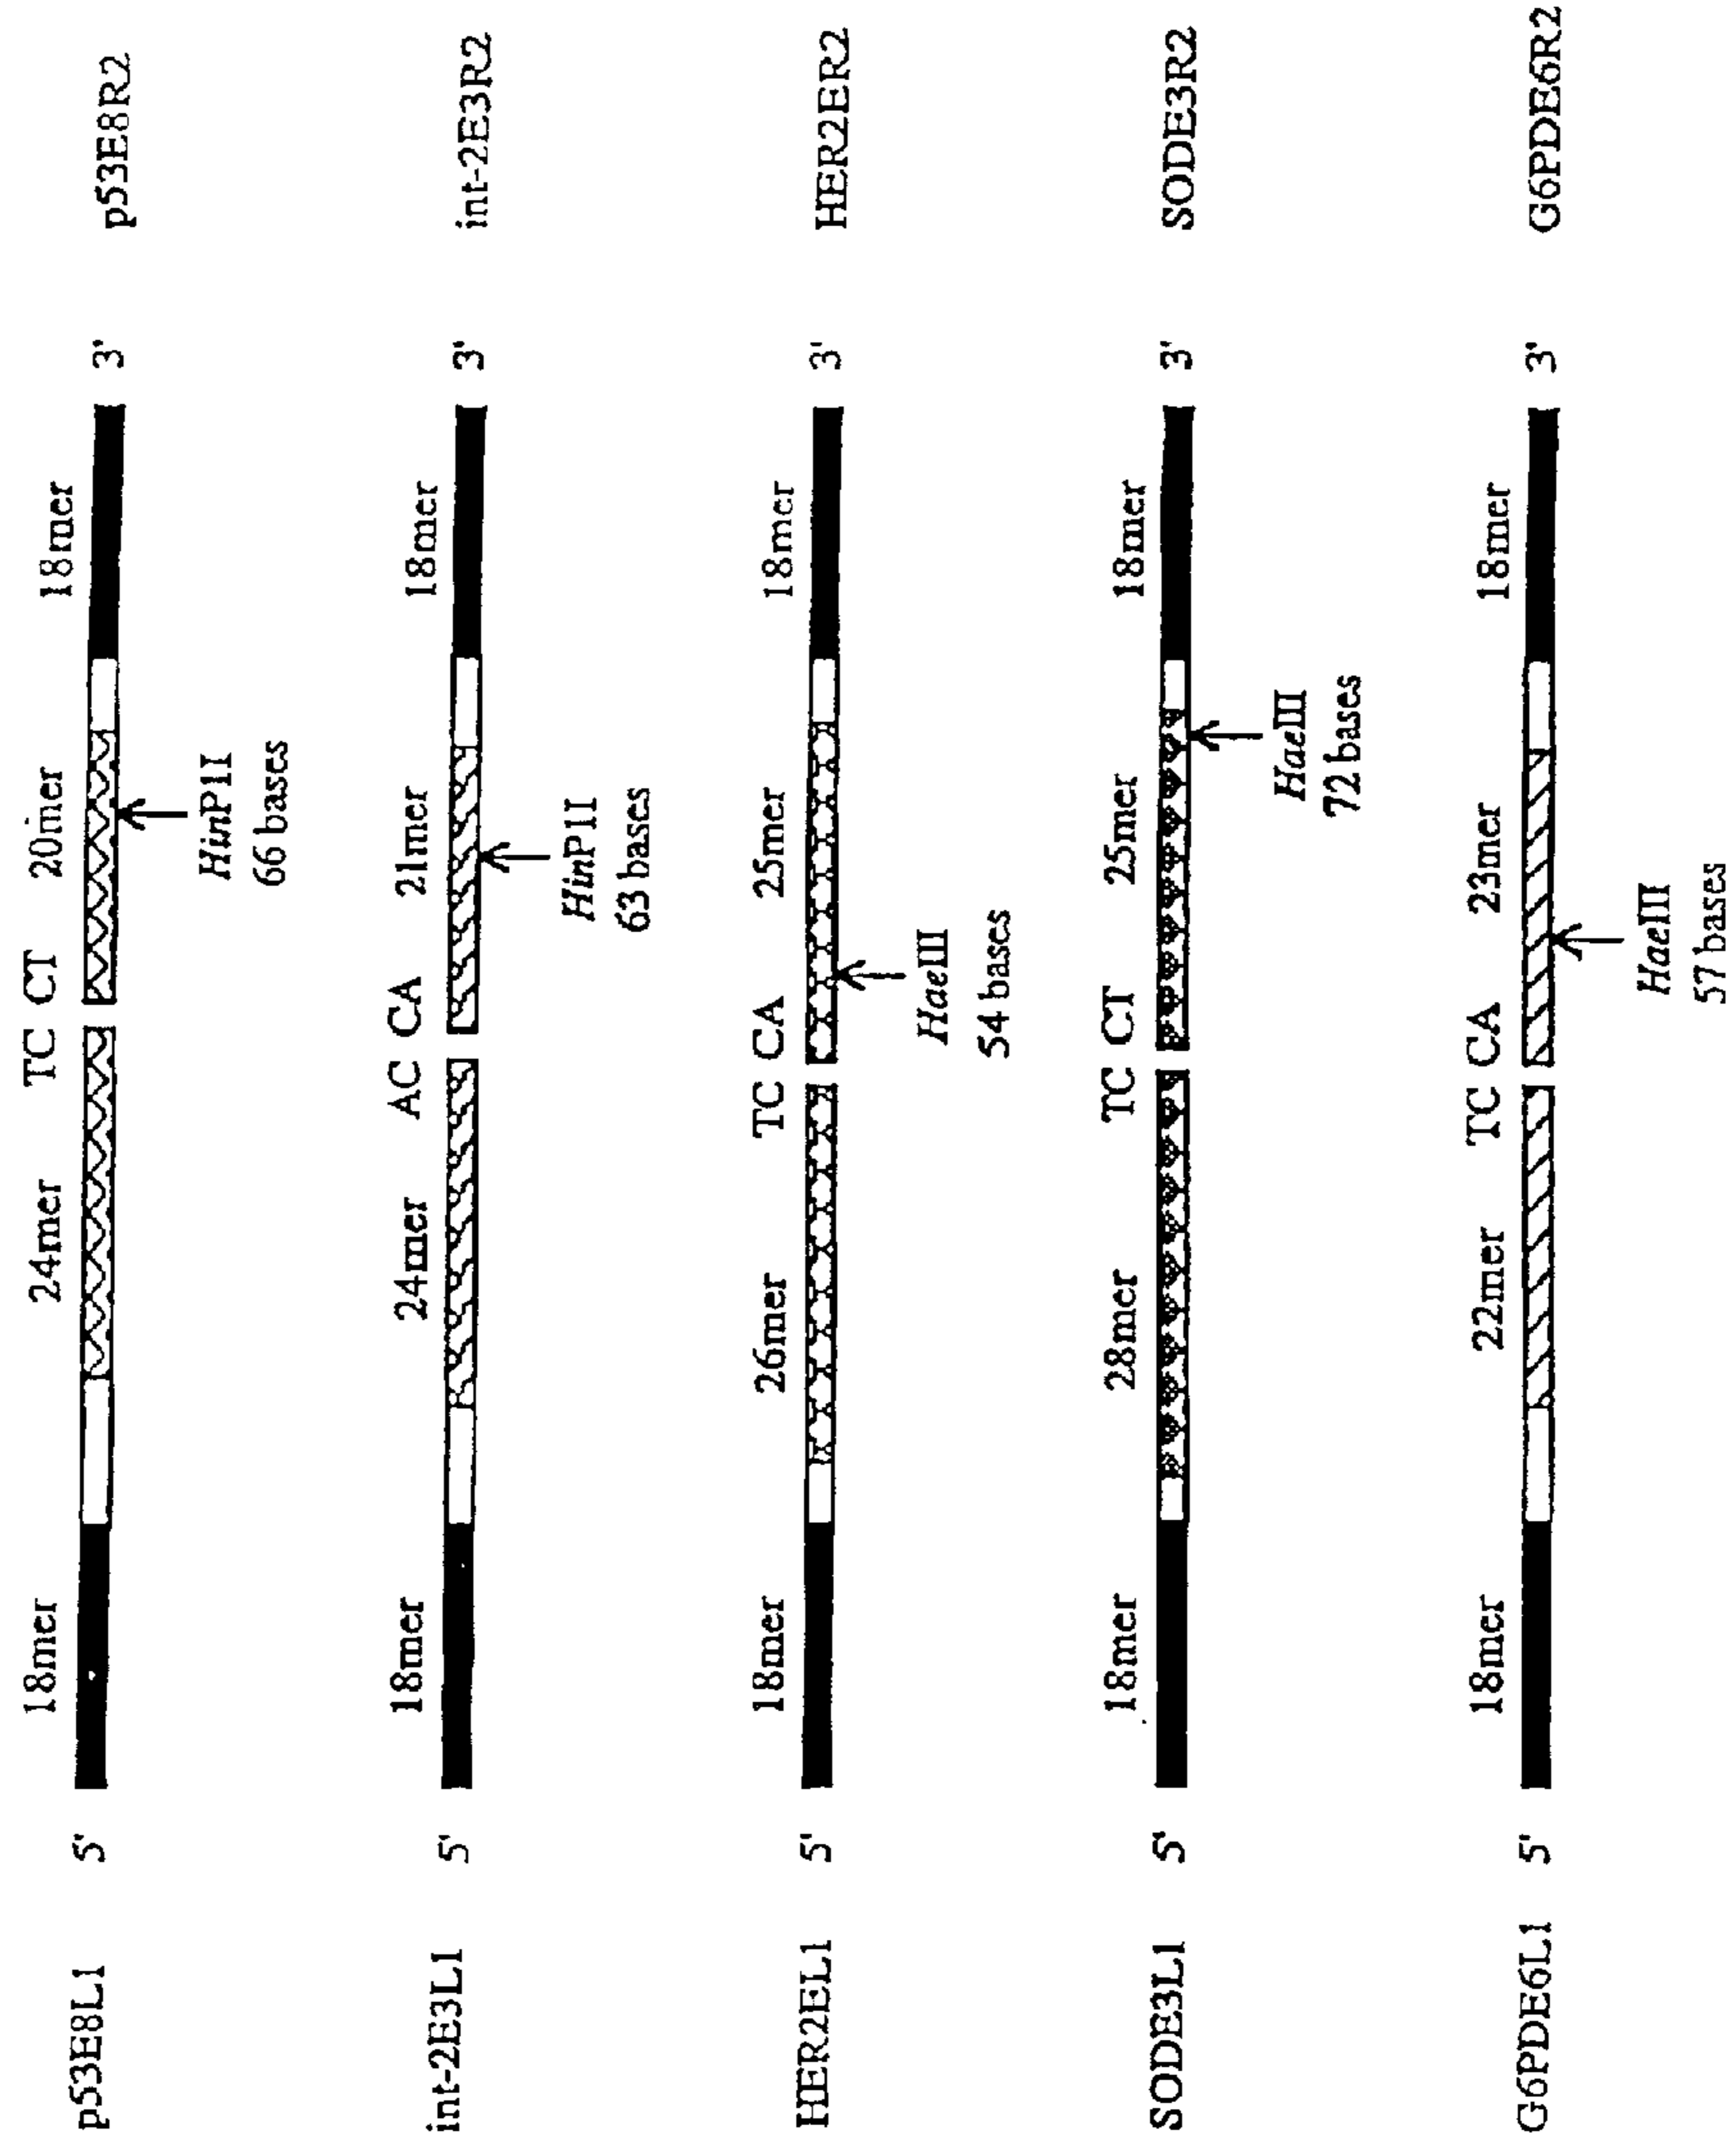 18mer 24mer TC CT 20mer 18mer
p53E8L1 5' 3' p53E8R2
HinP1I
66 bases
18mer 24mer AC CA 21mer 18mer
int-2E3L1 5' 3' int-2E3R2
HinP1I
63 bases
18mer 26mer TC CA 25mer 18mer
HER2EL1 5' 3' HER2ER2
HaeIII
54 bases
18mer 28mer TC CT 25mer 18mer
SODE3L1 5' 3' SODE3R2
HaeIII
72 bases
18mer 22mer TC CA 23mer 18mer
G6PDE6L1 5' 3' G6PDE6R2
HaeIII
57 bases